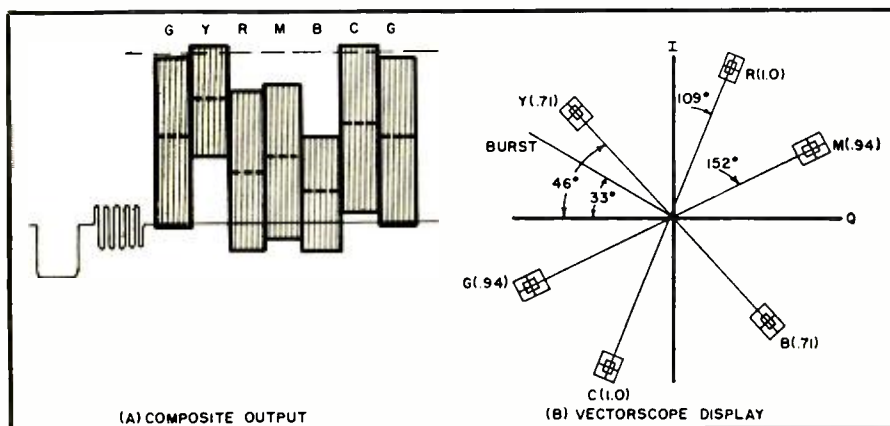 G Y R M B C G
I
R(1.0)
109°
Y(.71)
M(.94)
BURST
152°
46°
33°
Q
G(.94)
B(.71)
C(1.0)
(A) COMPOSITE OUTPUT
(B) VECTORSCOPE DISPLAY